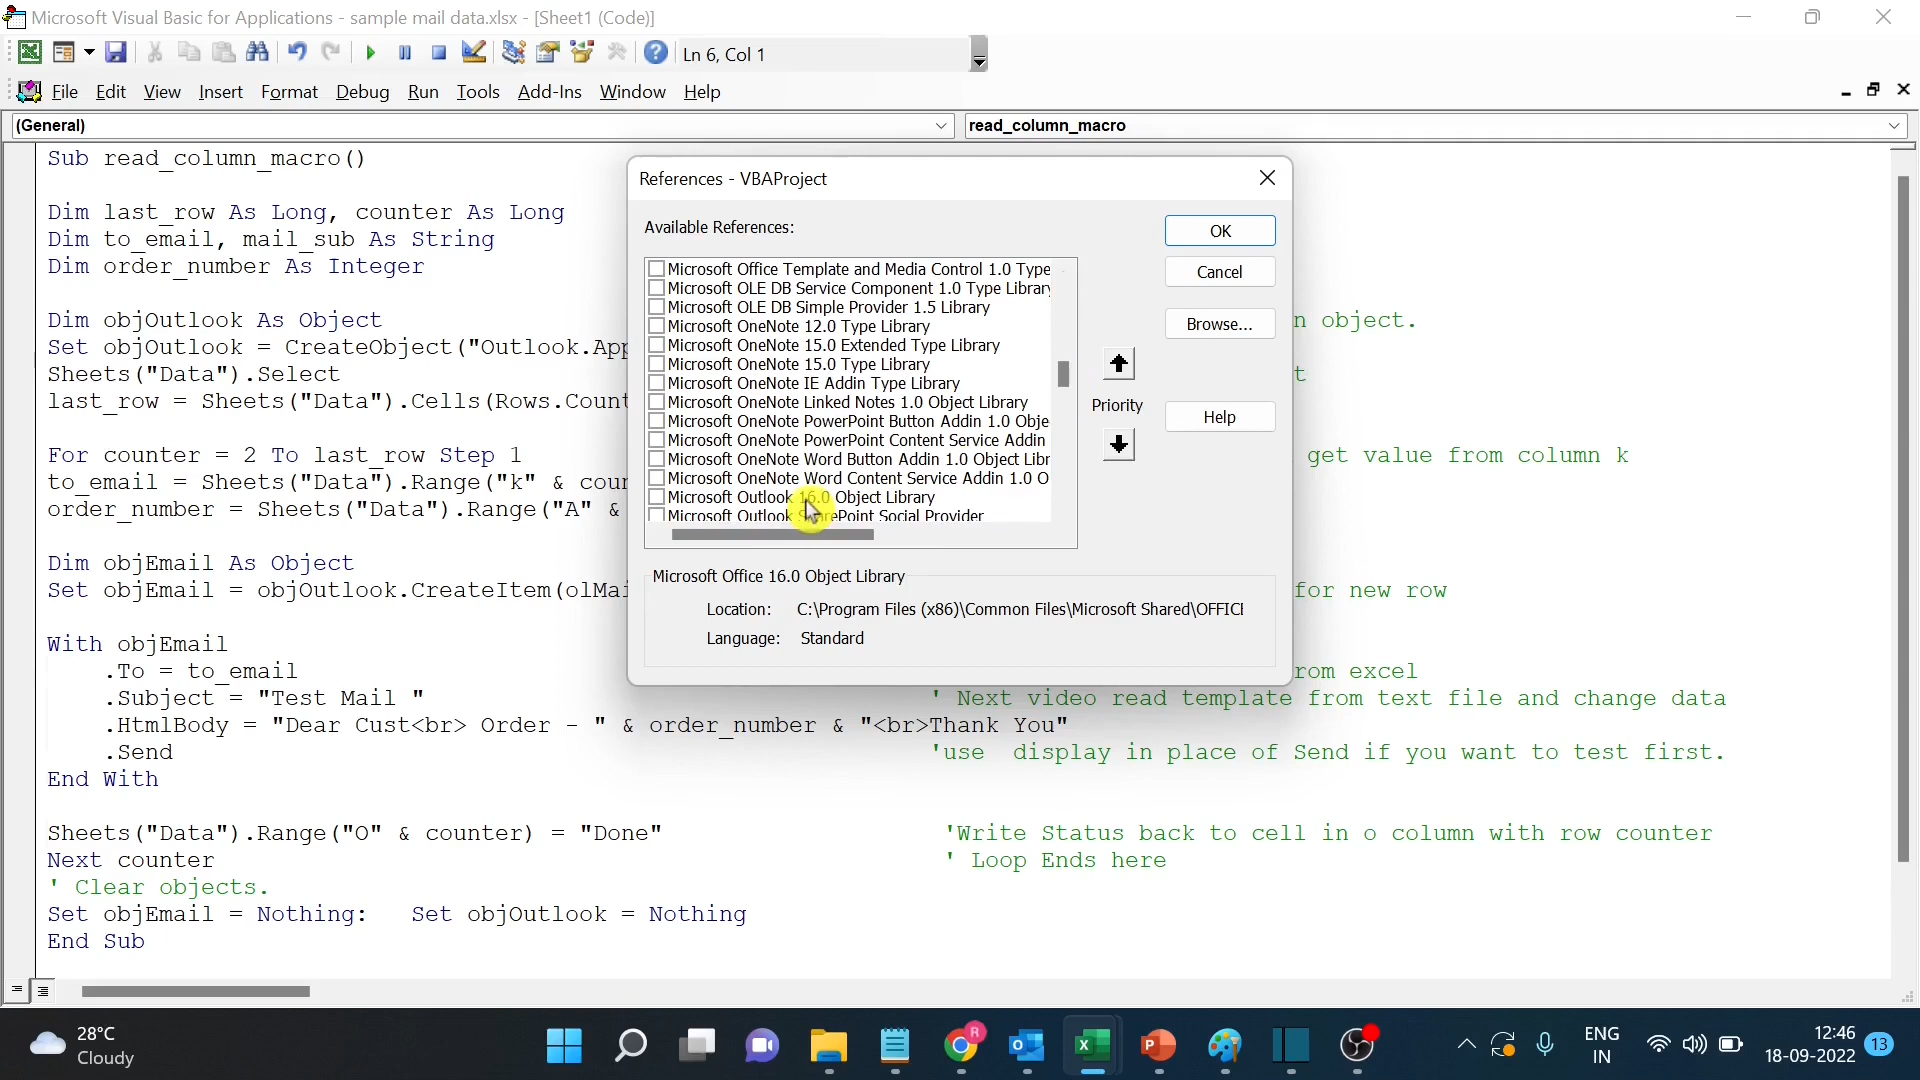 Microsoft Visual Basic for Applications - sample mail data.xlsx - [Sheet1 (Code)]
Ln 6, Col 1
File Edit View Insert Format Debug Run Tools Add-Ins Window Help
(General) read_column_macro
Sub read_column_macro()
Dim last_row As Long, counter As Long
Dim to_email, mail_sub As String
Dim order_number As Integer
Dim objOutlook As Object
n object.
Set objOutlook = CreateObject("Outlook.App
Sheets("Data").Select
t
last_row = Sheets("Data").Cells(Rows.Count
For counter = 2 To last_row Step 1
get value from column k
to_email = Sheets("Data").Range("k" & coun
order_number = Sheets("Data").Range("A" &
Dim objEmail As Object
Set objEmail = objOutlook.CreateItem(olMai
for new row
With objEmail
.To = to_email
rom excel
.Subject = "Test Mail "
' Next video read template from text file and change data
.HtmlBody = "Dear Cust<br> Order - " & order_number & "<br>Thank You"
.Send
'use display in place of Send if you want to test first.
End With
Sheets("Data").Range("O" & counter) = "Done"
'Write Status back to cell in o column with row counter
Next counter
' Loop Ends here
' Clear objects.
Set objEmail = Nothing: Set objOutlook = Nothing
End Sub
References - VBAProject
Available References:
Microsoft Office Template and Media Control 1.0 Type
Microsoft OLE DB Service Component 1.0 Type Library
Microsoft OLE DB Simple Provider 1.5 Library
Microsoft OneNote 12.0 Type Library
Microsoft OneNote 15.0 Extended Type Library
Microsoft OneNote 15.0 Type Library
Microsoft OneNote IE Addin Type Library
Microsoft OneNote Linked Notes 1.0 Object Library
Microsoft OneNote PowerPoint Button Addin 1.0 Obje
Microsoft OneNote PowerPoint Content Service Addin
Microsoft OneNote Word Button Addin 1.0 Object Libr
Microsoft OneNote Word Content Service Addin 1.0 O
Microsoft Outlook 16.0 Object Library
Microsoft Outlook SharePoint Social Provider
OK
Cancel
Browse...
Priority
Help
Microsoft Office 16.0 Object Library
Location: C:\Program Files (x86)\Common Files\Microsoft Shared\OFFICE
Language: Standard
28°C
Cloudy
ENG
IN
12:46
18-09-2022
13